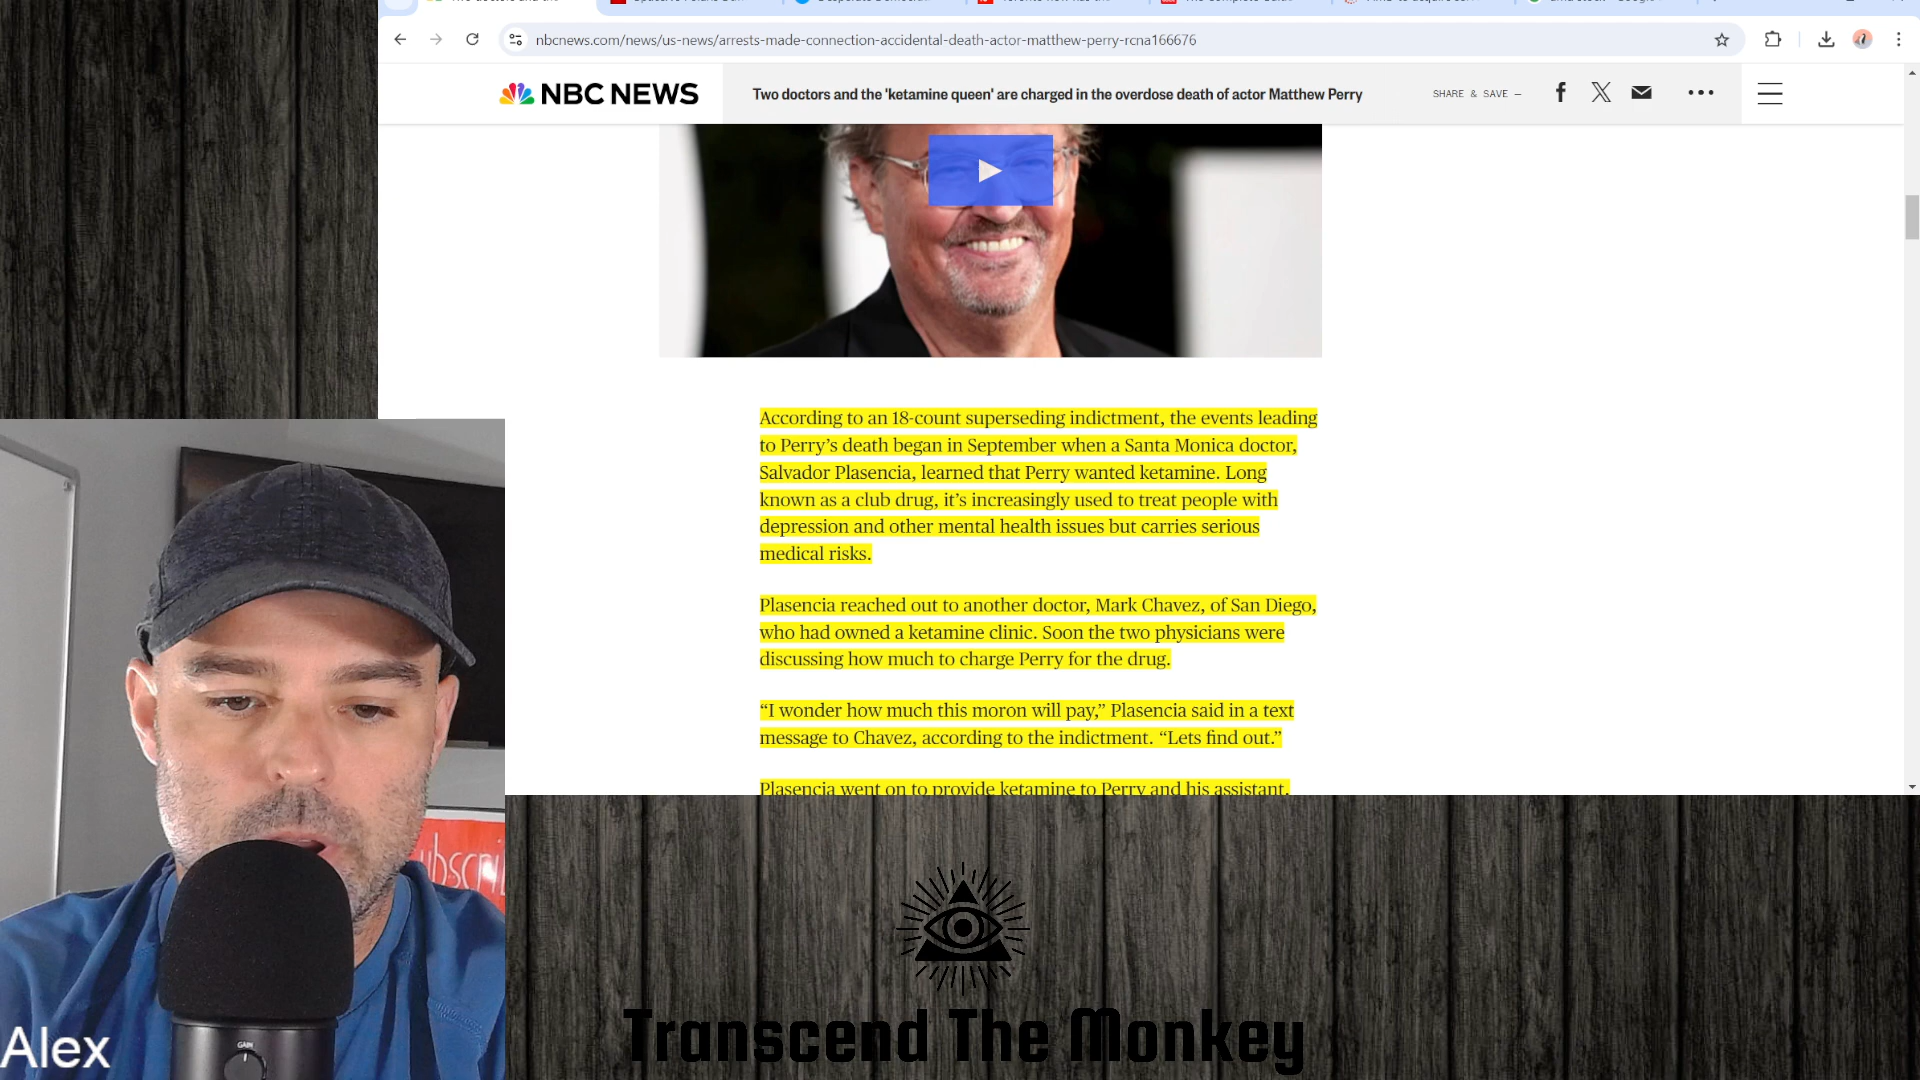 nbcnews.com/news/us-news/arrests-made-connection-accidental-death-actor-matthew-perry-rcna166676
NBC NEWS
Two doctors and the 'ketamine queen' are charged in the overdose death of actor Matthew Perry
SHARE & SAVE —
According to an 18-count superseding indictment, the events leading
to Perry’s death began in September when a Santa Monica doctor,
Salvador Plasencia, learned that Perry wanted ketamine. Long
known as a club drug, it’s increasingly used to treat people with
depression and other mental health issues but carries serious
medical risks.
Plasencia reached out to another doctor, Mark Chavez, of San Diego,
who had owned a ketamine clinic. Soon the two physicians were
discussing how much to charge Perry for the drug.
“I wonder how much this moron will pay,” Plasencia said in a text
message to Chavez, according to the indictment. “Lets find out.”
Plasencia went on to provide ketamine to Perry and his assistant,
ubscri
GAIN
Alex
Transcend The Monkey